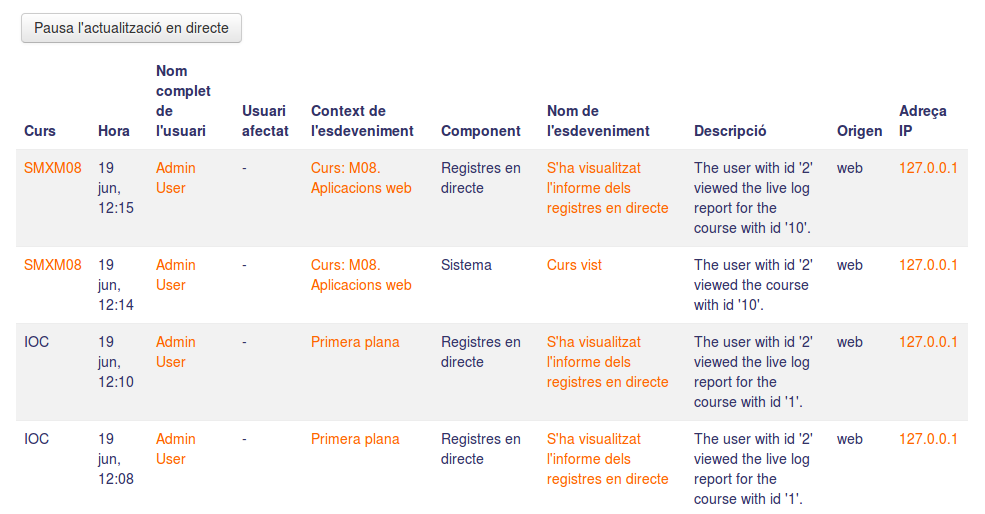 Pausa l'actualització en directe
Nom
complet
de
l'usuari
Curs Hora Usuari afectat Context de l'esdeveniment Component Nom de l'esdeveniment Descripció Origen Adreça IP
SMXM08 19 Admin - Curs: M08. Registres en S'ha visualitzat The user with id '2' web 127.0.0.1
jun, User Aplicacions web directe l'informe dels viewed the live log
12:15 registres en directe report for the
course with id '10'.
SMXM08 19 Admin - Curs: M08. Sistema Curs vist The user with id '2' web 127.0.0.1
jun, User Aplicacions web viewed the course
12:14 with id '10'.
IOC 19 Admin - Primera plana Registres en S'ha visualitzat The user with id '2' web 127.0.0.1
jun, User directe l'informe dels viewed the live log
12:10 registres en directe report for the
course with id '1'.
IOC 19 Admin - Primera plana Registres en S'ha visualitzat The user with id '2' web 127.0.0.1
jun, User directe l'informe dels viewed the live log
12:08 registres en directe report for the
course with id '1'.